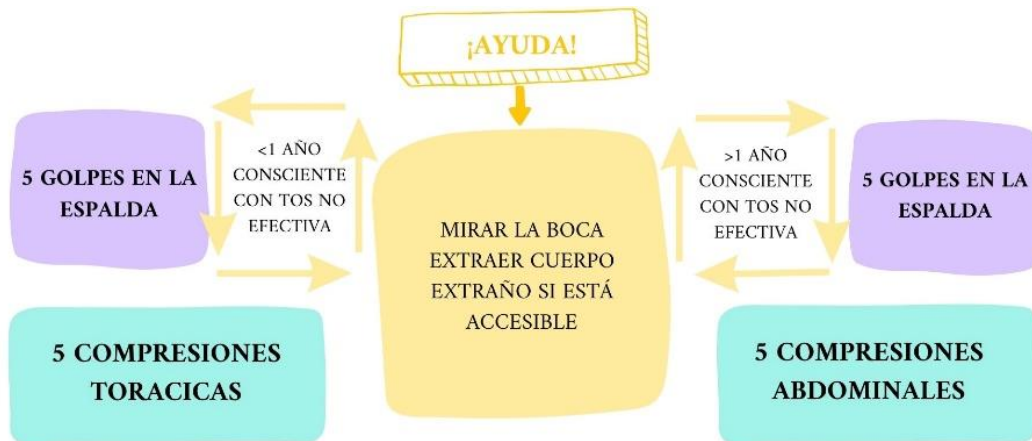 ¡AYUDA!
5 GOLPES EN LA
ESPALDA
<1 AÑO
CONSCIENTE
CON TOS NO
EFECTIVA
MIRAR LA BOCA
EXTRAER CUERPO
EXTRAÑO SI ESTÁ
ACCESIBLE
>1 AÑO
CONSCIENTE
CON TOS NO
EFECTIVA
5 GOLPES EN LA
ESPALDA
5 COMPRESIONES
TORACICAS
5 COMPRESIONES
ABDOMINALES